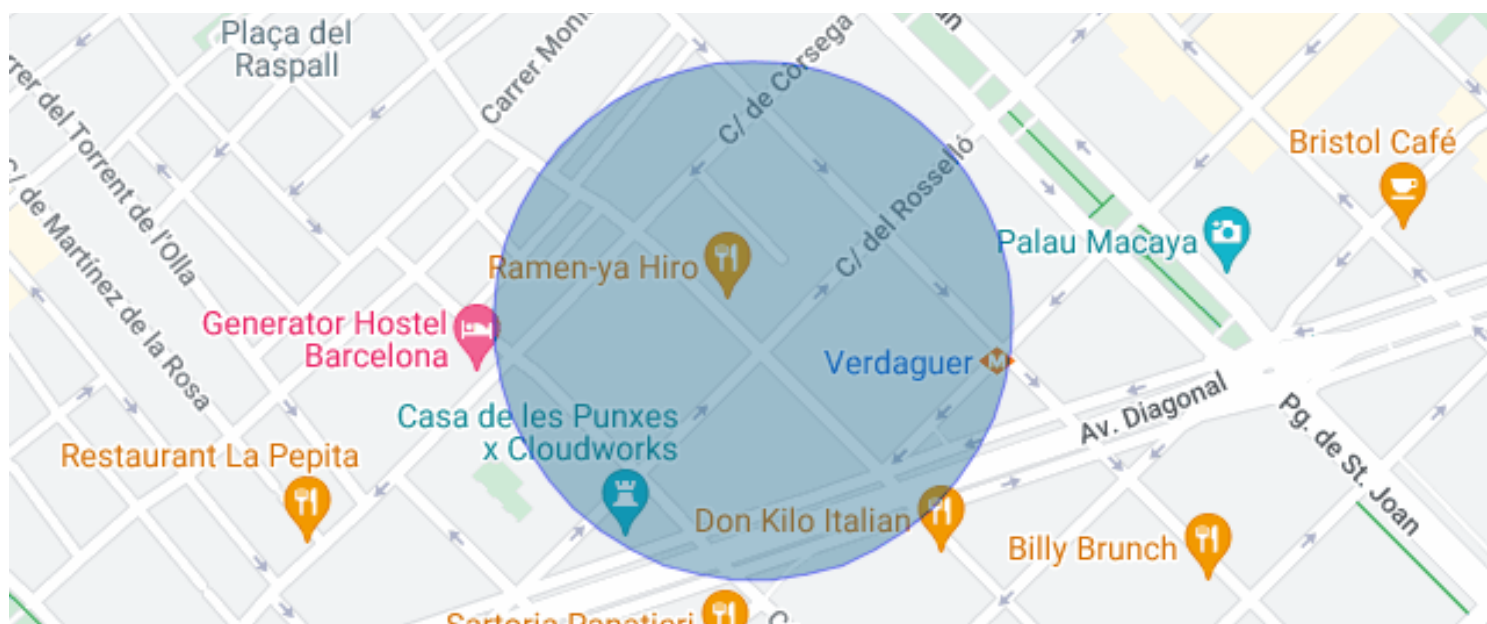 Plaça del
Raspall
Carrer
C/ de Còrsega
Carrer del Torrent de l'Olla
C/ de Martínez de la Rosa
C/ del Rosselló
Bristol Café
Palau Macaya
Ramen-ya Hiro
Generator Hostel
Barcelona
Verdaguer
M
Av. Diagonal
Casa de les Punxes
x Cloudworks
Restaurant La Pepita
Pg. de St. Joan
Don Kilo Italian
Billy Brunch